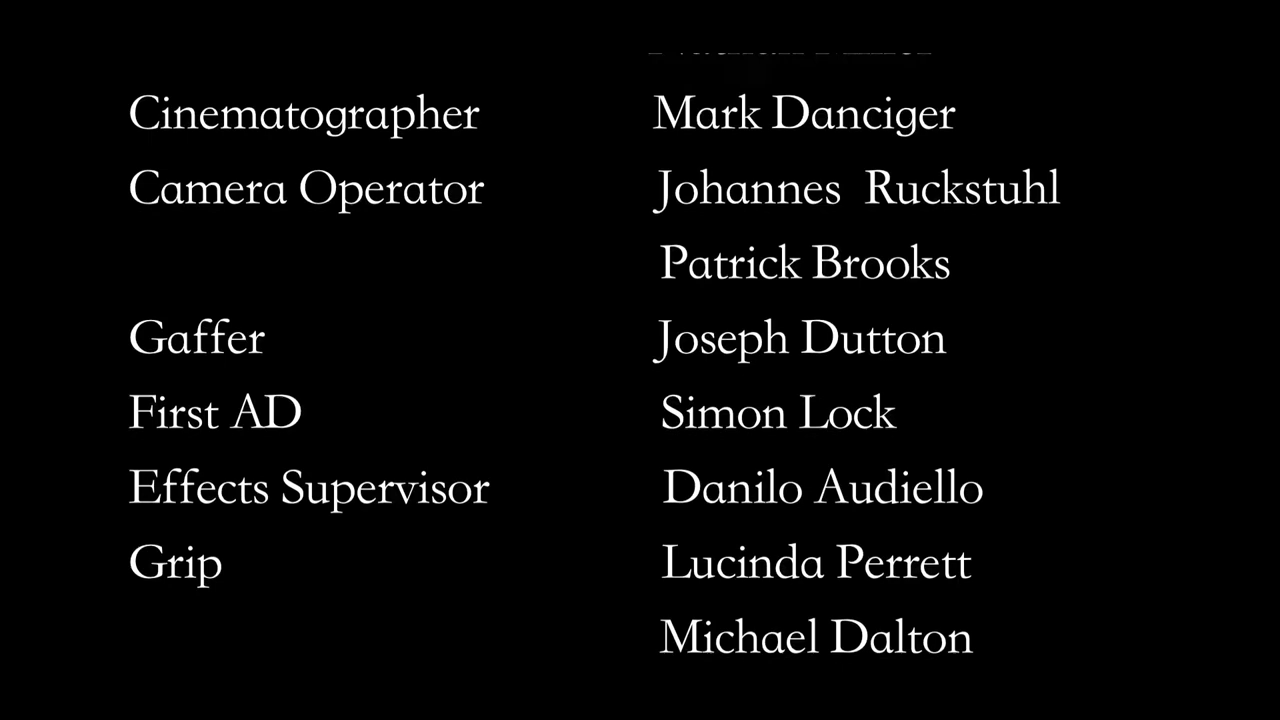 Cinematographer Mark Danciger
Camera Operator Johannes Ruckstuhl
Patrick Brooks
Gaffer Joseph Dutton
First AD Simon Lock
Effects Supervisor Danilo Audiello
Grip Lucinda Perrett
Michael Dalton